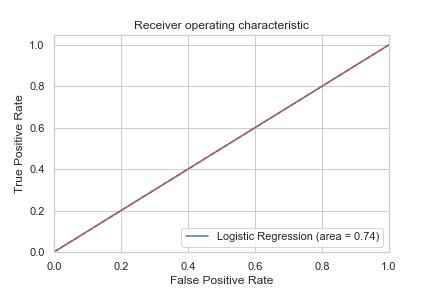 Receiver operating characteristic
1.0
0.8
0.6
0.4
0.2
0.0
True Positive Rate
Logistic Regression (area = 0.74)
0.0 0.2 0.4 0.6 0.8 1.0
False Positive Rate